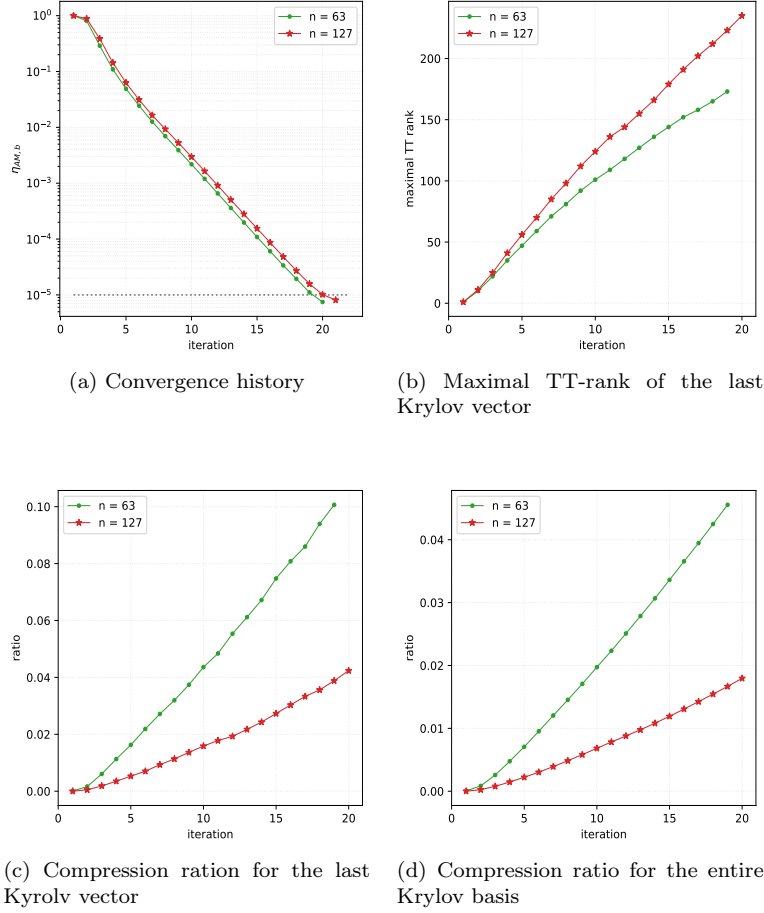 n = 63
n = 127
10⁰
10⁻¹
10⁻²
10⁻³
10⁻⁴
10⁻⁵
η_{AM,b}
1
5
10
15
20
0
iteration
(a) Convergence history
n = 63
n = 127
200
150
100
50
0
maximal TT rank
0
5
10
15
20
iteration
(b) Maximal TT-rank of the last
Krylov vector
n = 63
n = 127
0.10
0.08
0.06
0.04
0.02
0.00
ratio
0
5
10
15
20
iteration
(c) Compression ration for the last
Kyrolv vector
n = 63
n = 127
0.04
0.03
0.02
0.01
0.00
ratio
0
5
10
15
20
iteration
(d) Compression ratio for the entire
Krylov basis